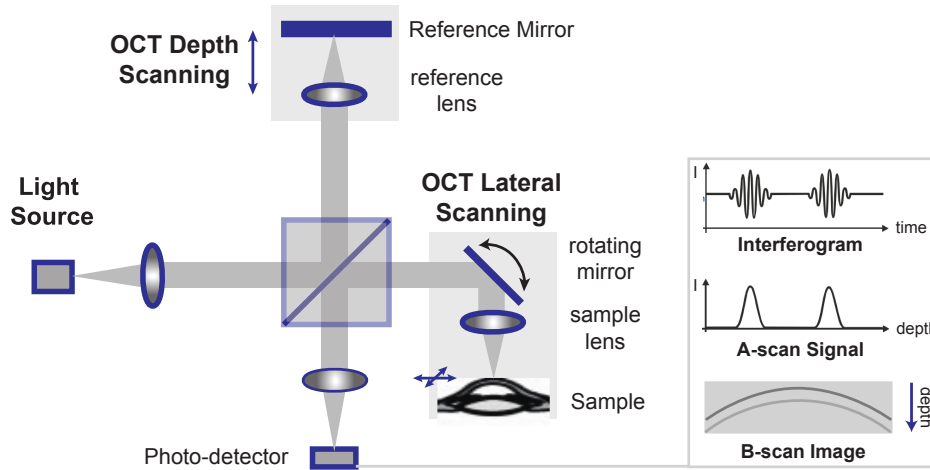 Reference Mirror
OCT Depth
Scanning
reference
lens
Light
Source
OCT Lateral
Scanning
rotating
mirror
sample
lens
Sample
Photo-detector
I
time
Interferogram
I
depth
A-scan Signal
depth
B-scan Image